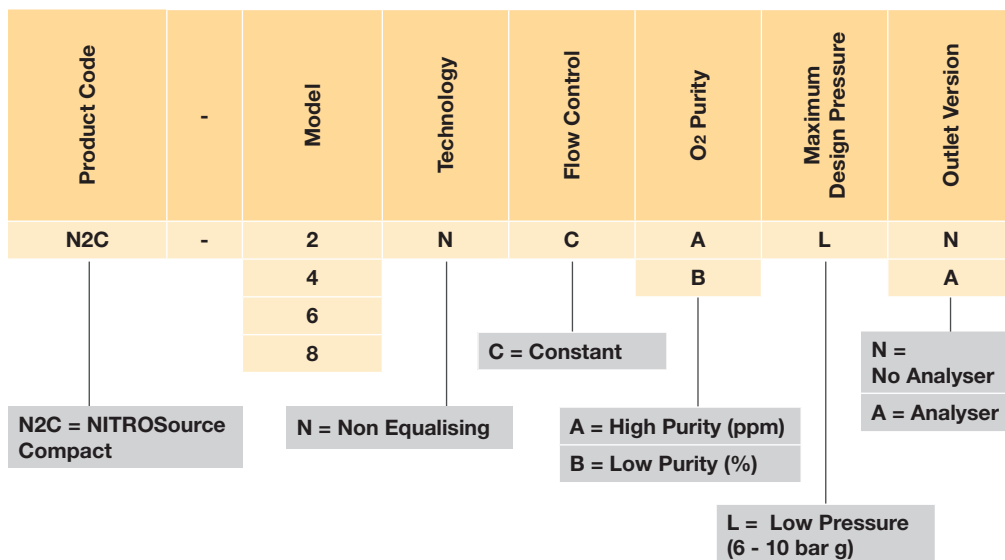 Product Code
-
Model
Technology
Flow Control
O2 Purity
Maximum
Design Pressure
Outlet Version
N2C - 2 N C A L N
4 B A
6
8
C = Constant
N =
No Analyser
A = Analyser
N2C = NITROSource
Compact
N = Non Equalising
A = High Purity (ppm)
B = Low Purity (%)
L = Low Pressure
(6 - 10 bar g)